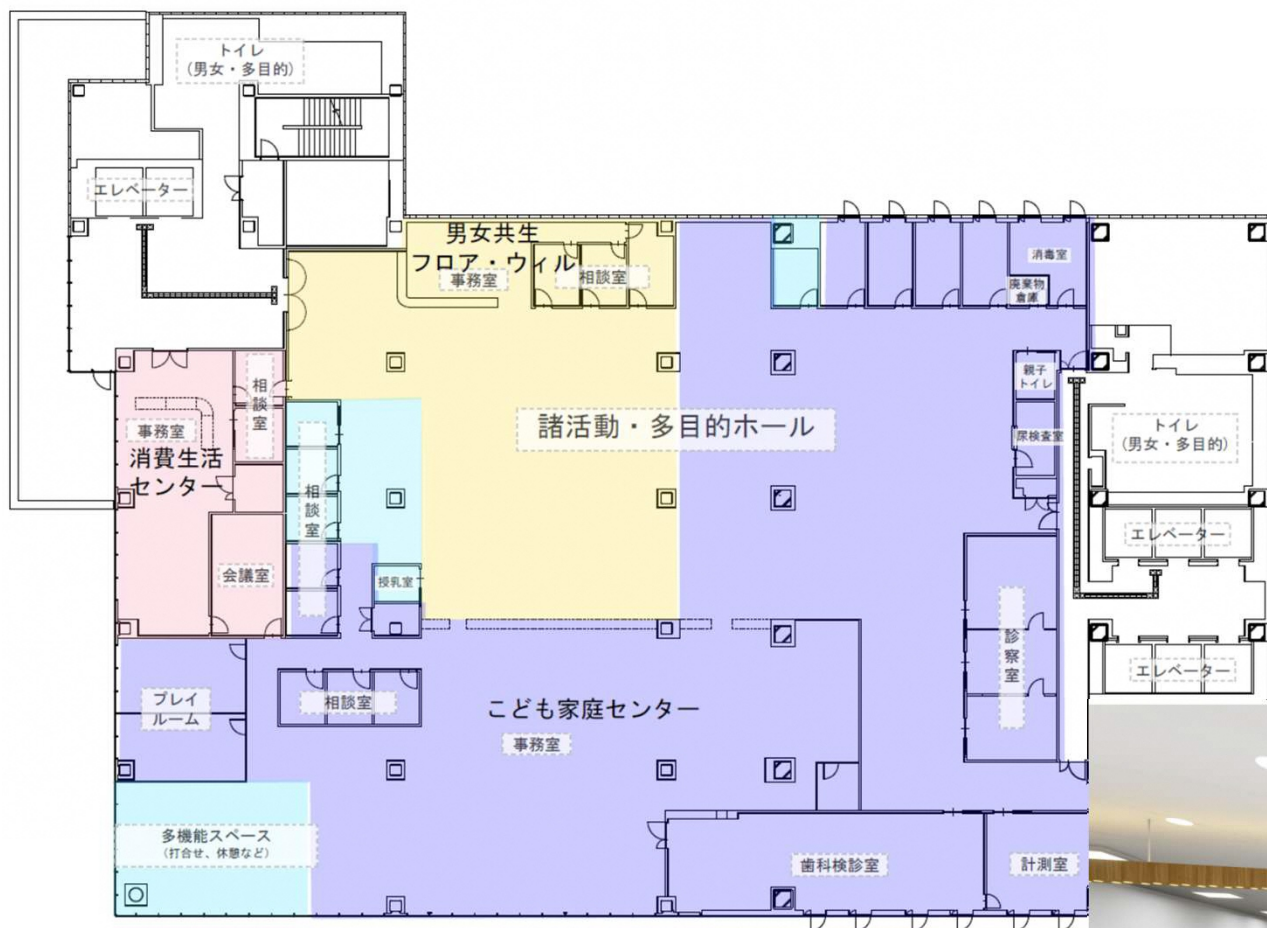 トイレ
(男女・多目的)
エレベーター
男女共生
フロア・ウィル
事務室
相談室
消毒室
廃棄物
倉庫
親子
トイレ
尿検査室
トイレ
(男女・多目的)
エレベーター
エレベーター
相談室
事務室
消費生活
センター
会議室
相談室
授乳室
諸活動・多目的ホール
診察室
プレイ
ルーム
相談室
こども家庭センター
事務室
多機能スペース
(打合せ、休憩など)
歯科検診室
計測室